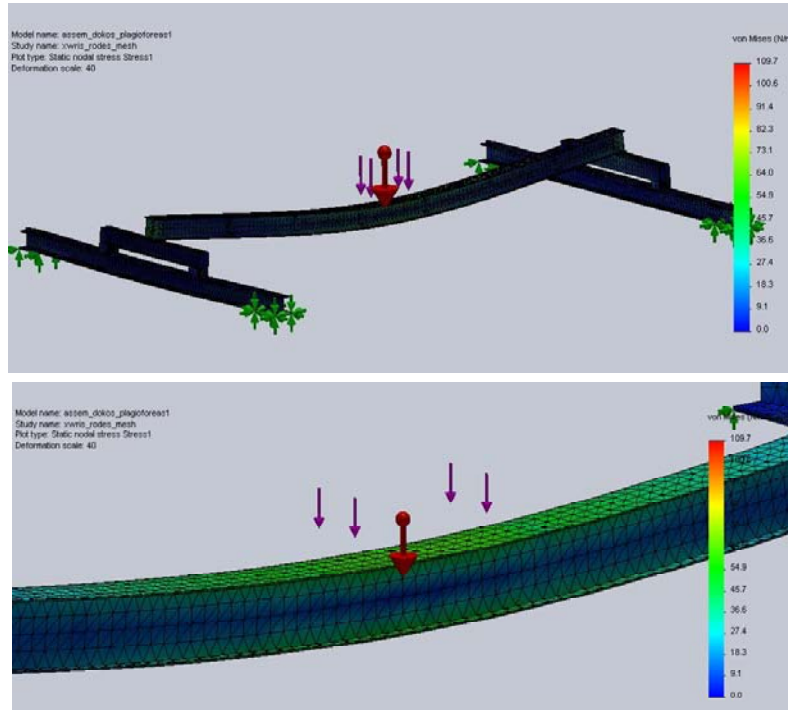 Model name: assem_dokos_plagioforeas1
Study name: xwris_rodes_mesh
Plot type: Static nodal stress Stress1
Deformation scale: 40
von Mises (N/m
109.7
100.6
91.4
82.3
73.1
64.0
54.9
45.7
36.6
27.4
18.3
9.1
0.0
Model name: assem_dokos_plagioforeas1
Study name: xwris_rodes_mesh
Plot type: Static nodal stress Stress1
Deformation scale: 40
109.7
54.9
45.7
36.6
27.4
18.3
9.1
0.0